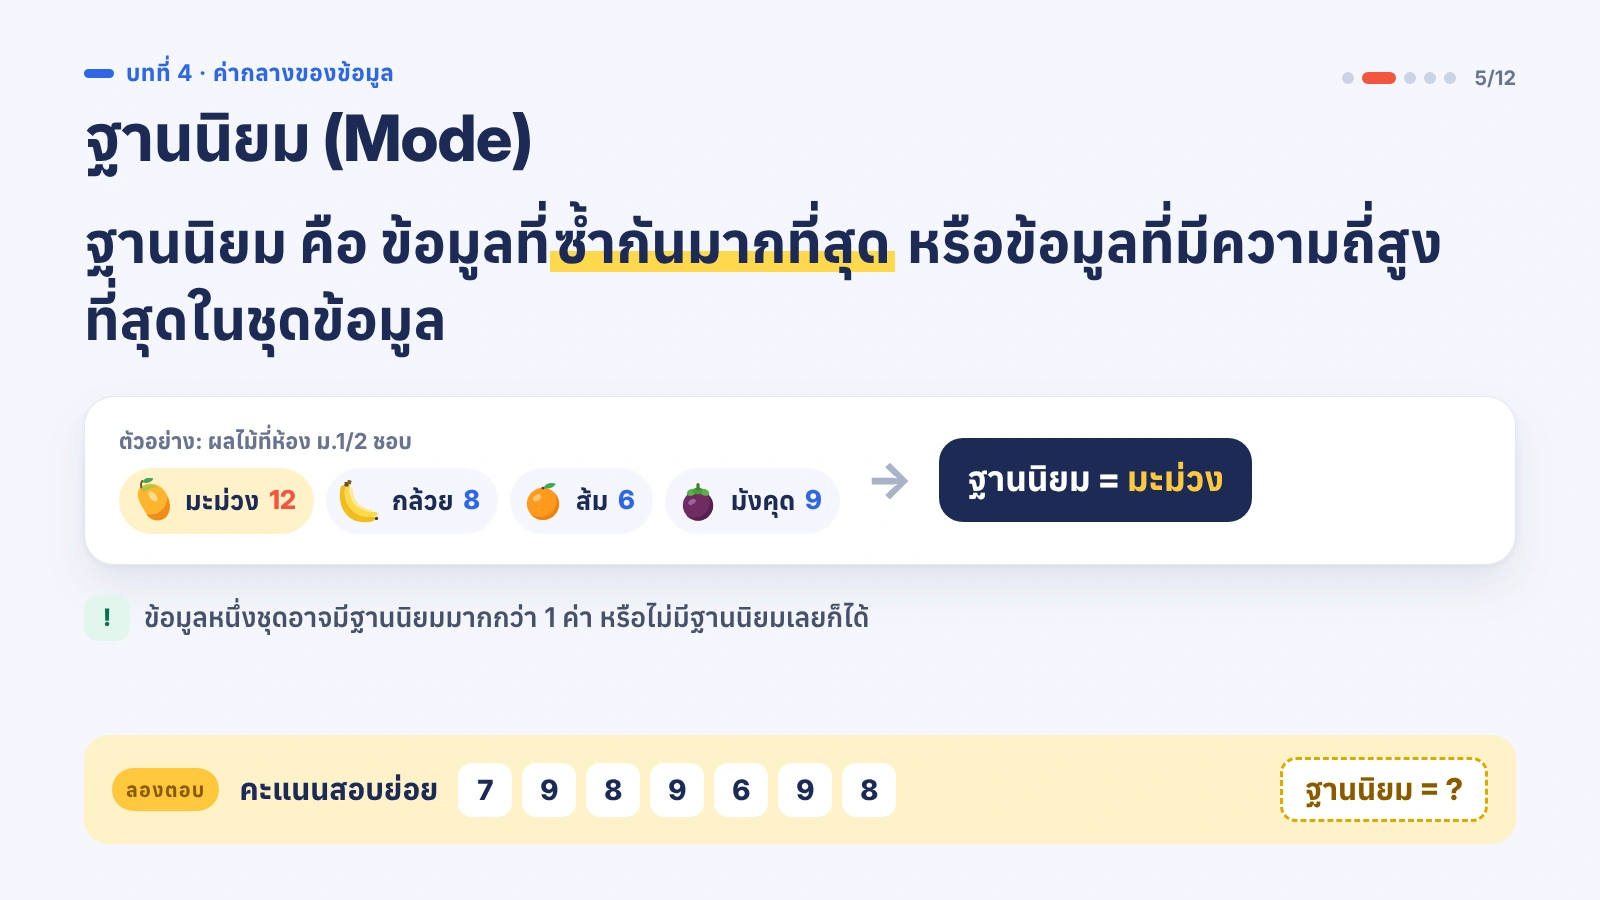 บทที่ 4 · ค่ากลางของข้อมูล
5/12
ฐานนิยม (Mode)
ฐานนิยม คือ ข้อมูลที่ซ้ำกันมากที่สุด หรือข้อมูลที่มีความถี่สูง
ที่สุดในชุดข้อมูล
ตัวอย่าง: ผลไม้ที่ห้อง ม.1/2 ชอบ
มะม่วง 12 กล้วย 8 ส้ม 6 มังคุด 9 → ฐานนิยม = มะม่วง
! ข้อมูลหนึ่งชุดอาจมีฐานนิยมมากกว่า 1 ค่า หรือไม่มีฐานนิยมเลยก็ได้
ลองตอบ คะแนนสอบย่อย 7 9 8 9 6 9 8 ฐานนิยม = ?